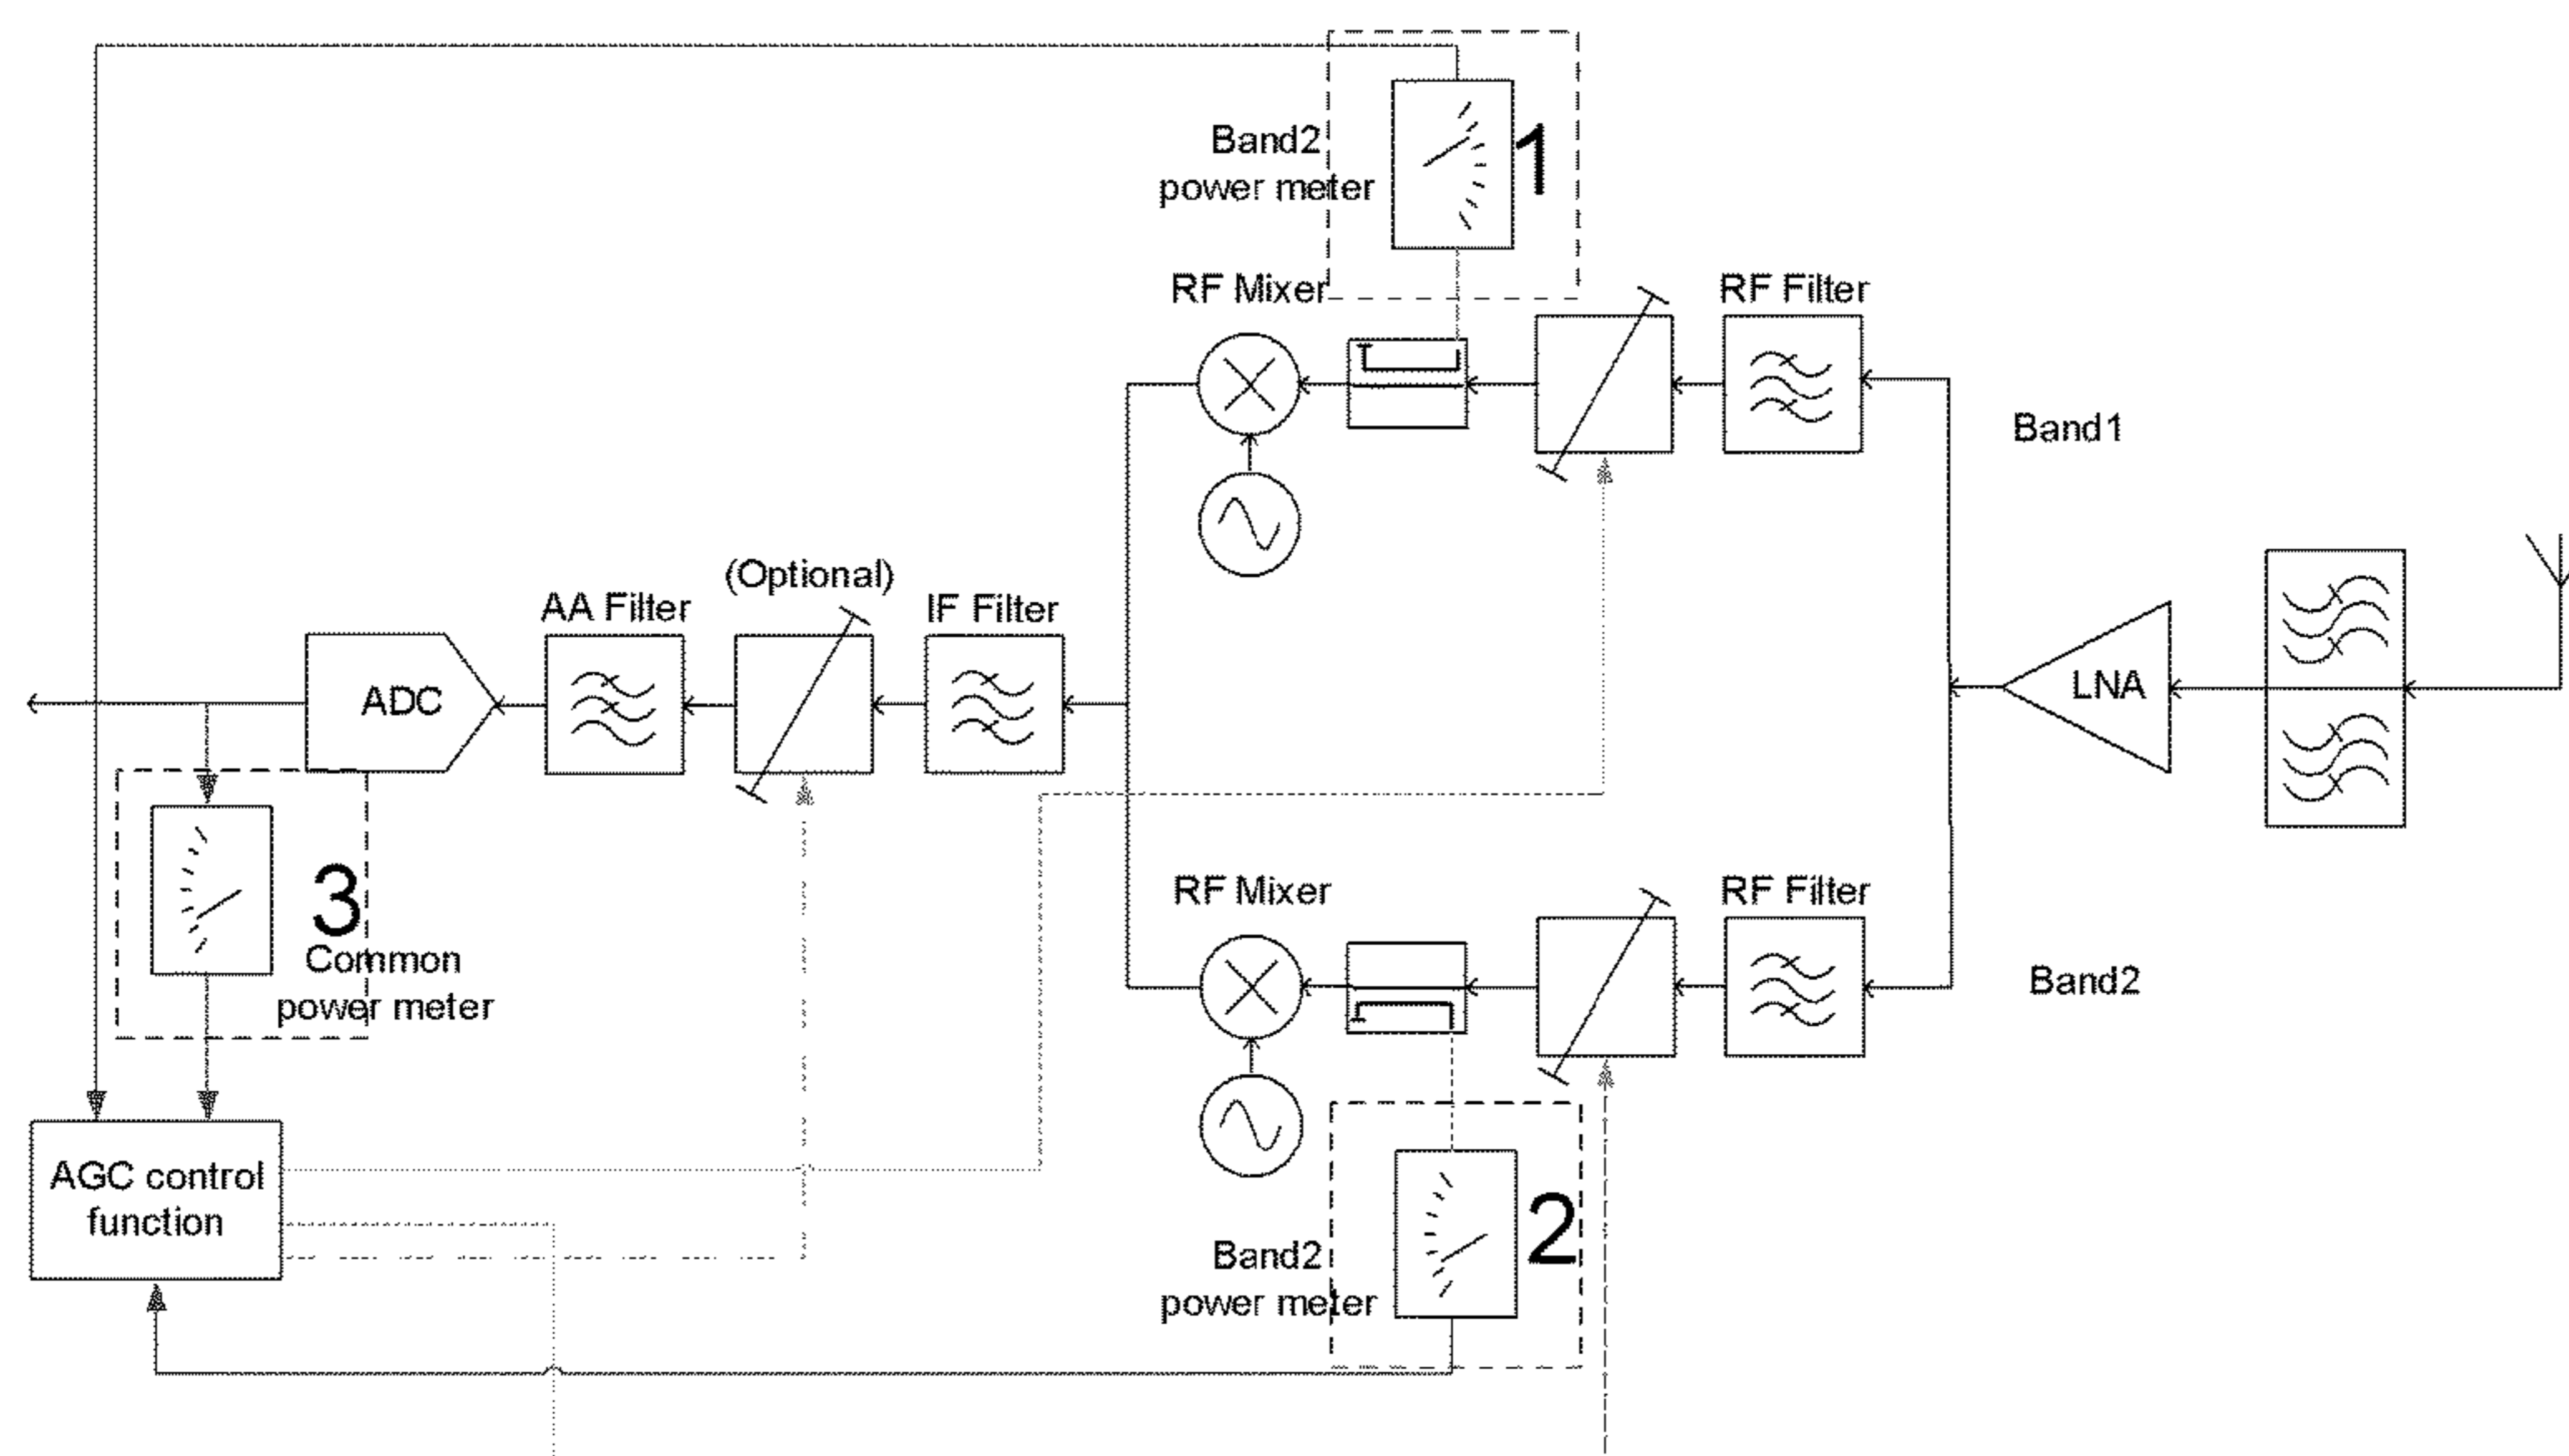 Band2
power meter
1
RF Mixer
RF Filter
Band1
(Optional)
AA Filter
IF Filter
ADC
LNA
3
Common
power meter
RF Mixer
RF Filter
Band2
AGC control
function
2
Band2
power meter